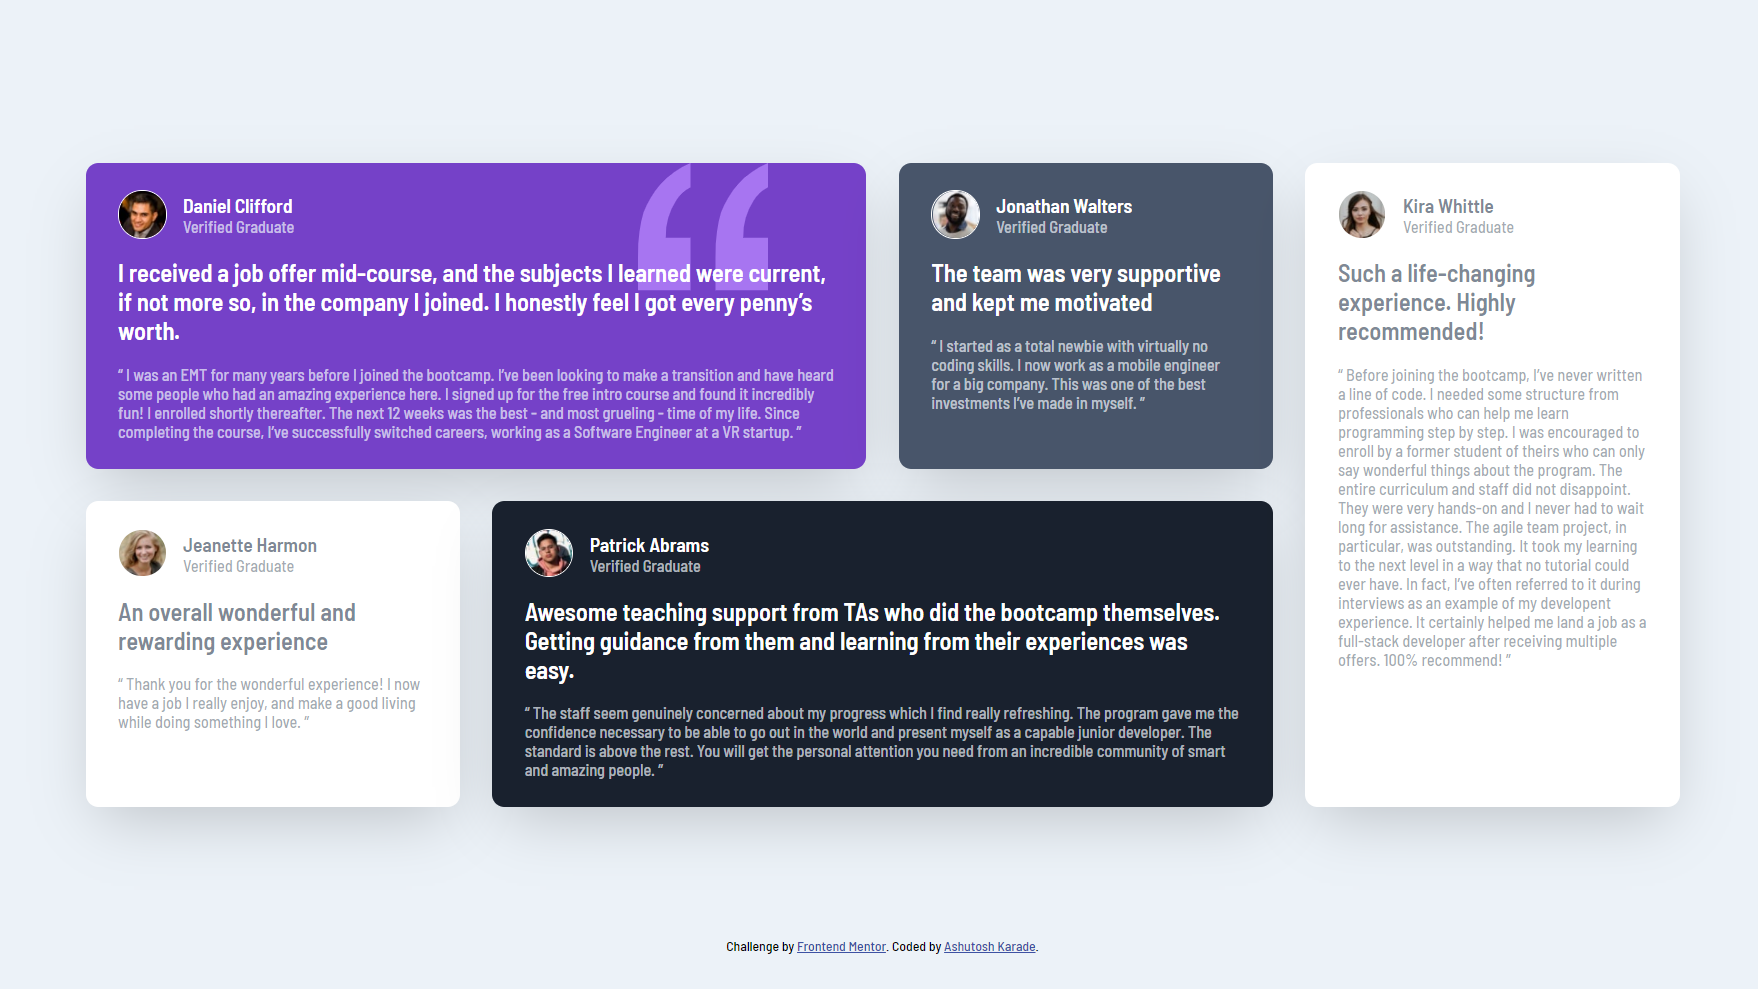 Daniel Clifford
Verified Graduate
I received a job offer mid-course, and the subjects I learned were current,
if not more so, in the company I joined. I honestly feel I got every penny’s
worth.
“ I was an EMT for many years before I joined the bootcamp. I’ve been looking to make a transition and have heard
some people who had an amazing experience here. I signed up for the free intro course and found it incredibly
fun! I enrolled shortly thereafter. The next 12 weeks was the best - and most grueling - time of my life. Since
completing the course, I’ve successfully switched careers, working as a Software Engineer at a VR startup. ”
Jonathan Walters
Verified Graduate
The team was very supportive
and kept me motivated
“ I started as a total newbie with virtually no
coding skills. I now work as a mobile engineer
for a big company. This was one of the best
investments I’ve made in myself. ”
Kira Whittle
Verified Graduate
Such a life-changing
experience. Highly
recommended!
“ Before joining the bootcamp, I’ve never written
a line of code. I needed some structure from
professionals who can help me learn
programming step by step. I was encouraged to
enroll by a former student of theirs who can only
say wonderful things about the program. The
entire curriculum and staff did not disappoint.
They were very hands-on and I never had to wait
long for assistance. The agile team project, in
particular, was outstanding. It took my learning
to the next level in a way that no tutorial could
ever have. In fact, I’ve often referred to it during
interviews as an example of my developent
experience. It certainly helped me land a job as a
full-stack developer after receiving multiple
offers. 100% recommend! ”
Jeanette Harmon
Verified Graduate
An overall wonderful and
rewarding experience
“ Thank you for the wonderful experience! I now
have a job I really enjoy, and make a good living
while doing something I love. ”
Patrick Abrams
Verified Graduate
Awesome teaching support from TAs who did the bootcamp themselves.
Getting guidance from them and learning from their experiences was
easy.
“ The staff seem genuinely concerned about my progress which I find really refreshing. The program gave me the
confidence necessary to be able to go out in the world and present myself as a capable junior developer. The
standard is above the rest. You will get the personal attention you need from an incredible community of smart
and amazing people. ”
Challenge by Frontend Mentor. Coded by Ashutosh Karade.